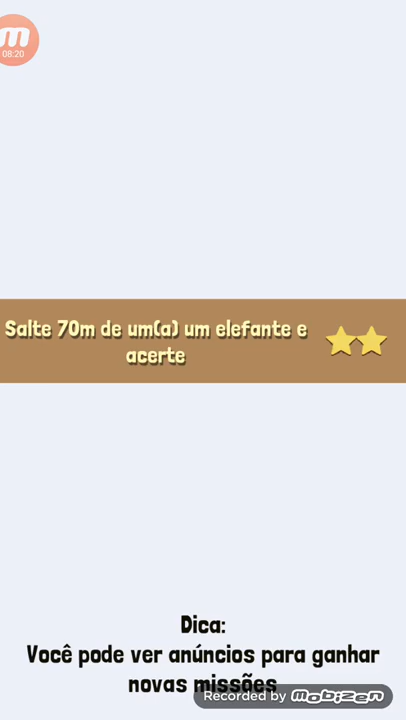 m
08:20
Salte 70m de um(a) um elefante e
acerte
Dica:
Você pode ver anúncios para ganhar
novas missões
Recorded by mobizen